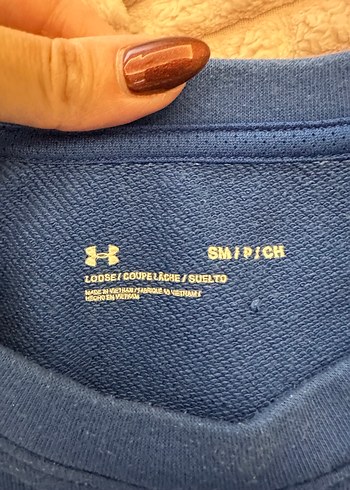 SM / P / CH
LOOSE / COUPE LÂCHE / SUELTO
MADE IN VIETNAM / FABRIQUÉ AU VIETNAM /
HECHO EN VIETNAM